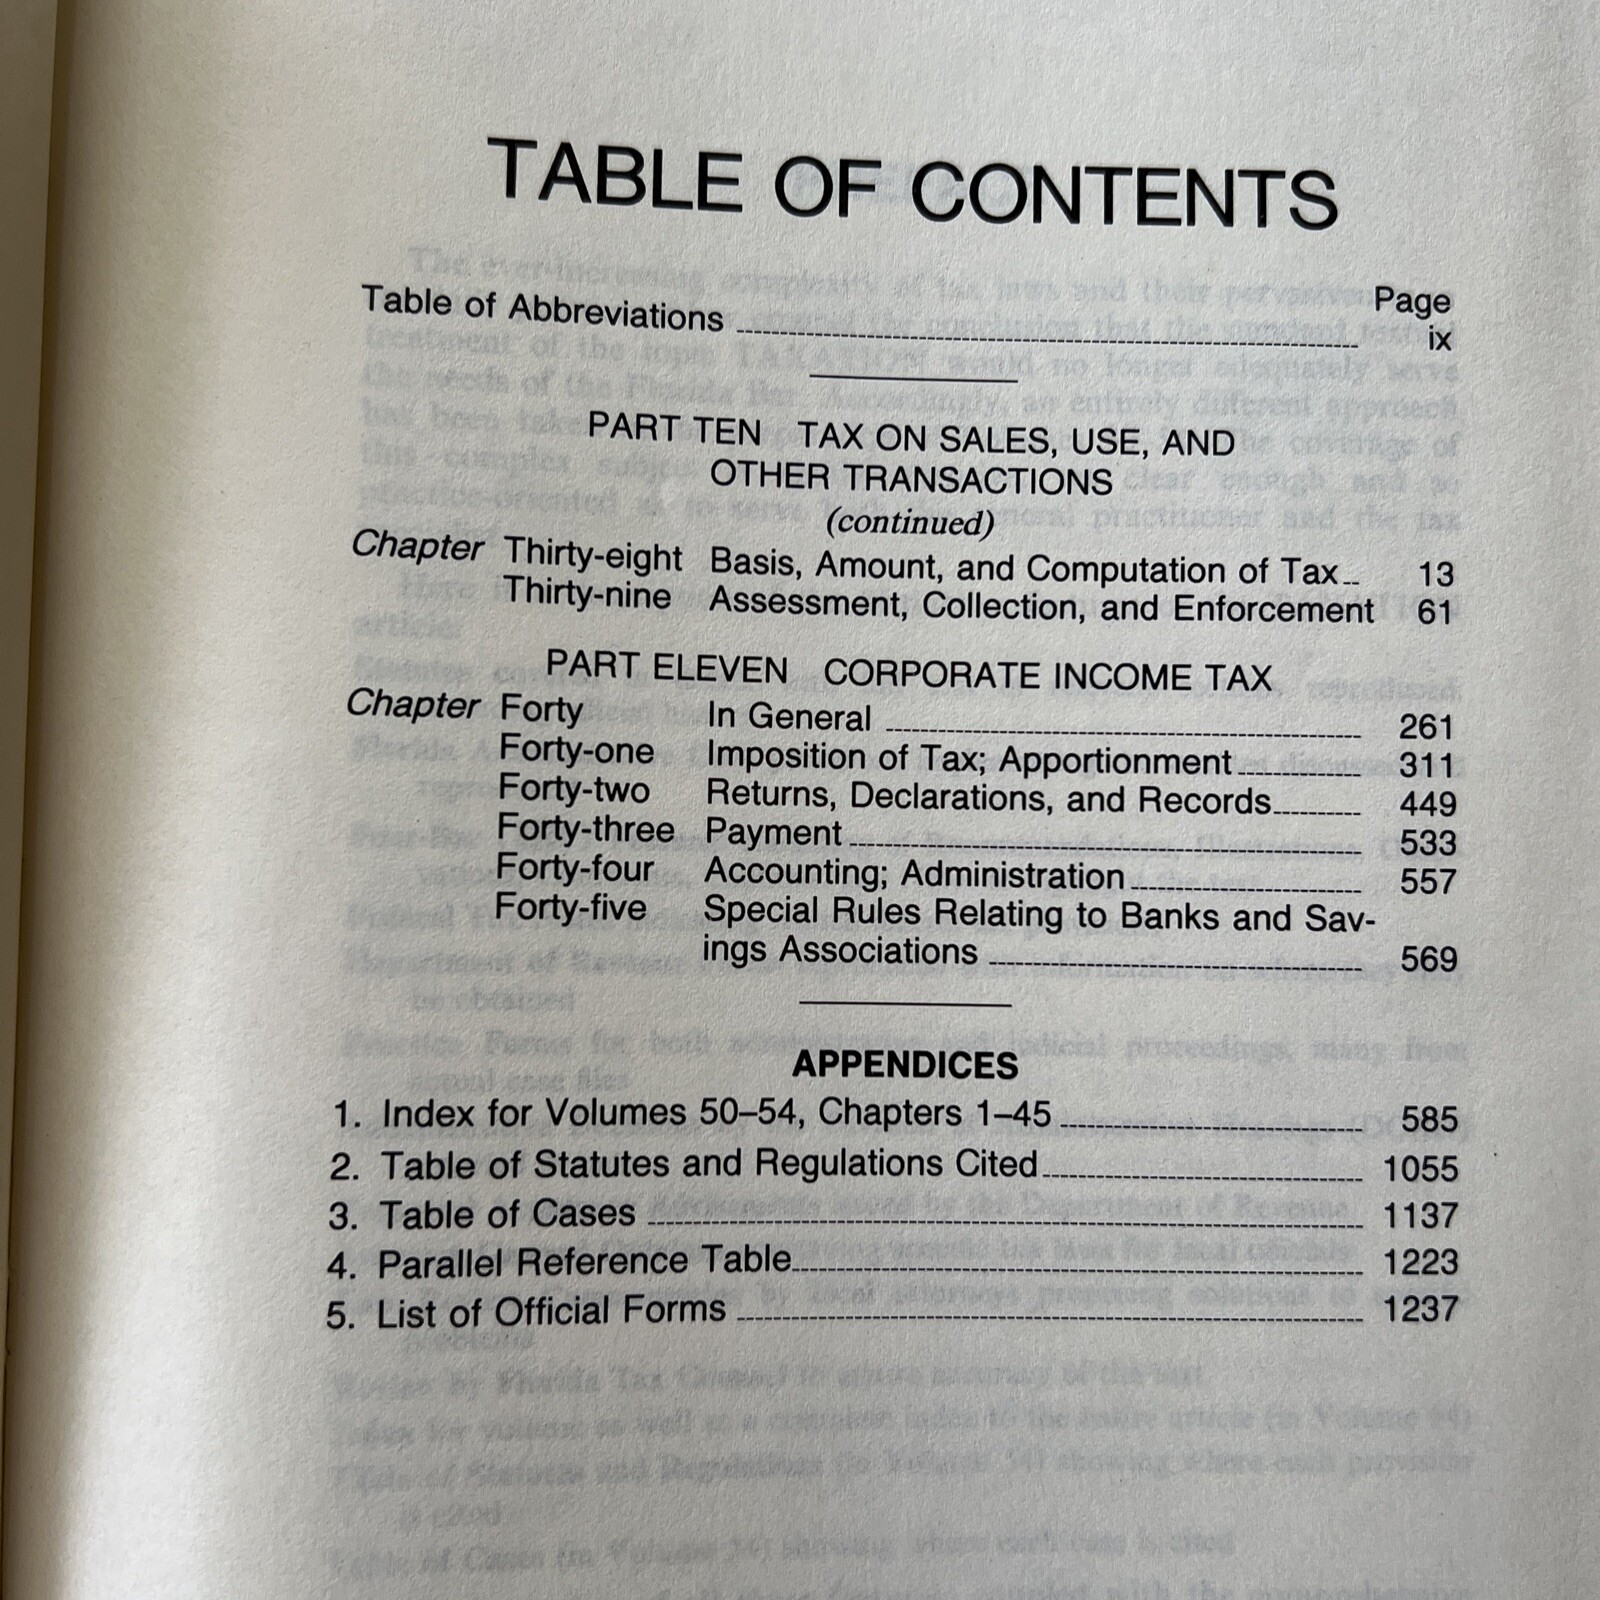 TABLE OF CONTENTS
Page
Table of Abbreviations ix
PART TEN TAX ON SALES, USE, AND
OTHER TRANSACTIONS
(continued)
Chapter Thirty-eight Basis, Amount, and Computation of Tax 13
Thirty-nine Assessment, Collection, and Enforcement 61
PART ELEVEN CORPORATE INCOME TAX
Chapter Forty In General 261
Forty-one Imposition of Tax; Apportionment 311
Forty-two Returns, Declarations, and Records 449
Forty-three Payment 533
Forty-four Accounting; Administration 557
Forty-five Special Rules Relating to Banks and Sav-
ings Associations 569
APPENDICES
1. Index for Volumes 50–54, Chapters 1–45 585
2. Table of Statutes and Regulations Cited 1055
3. Table of Cases 1137
4. Parallel Reference Table 1223
5. List of Official Forms 1237